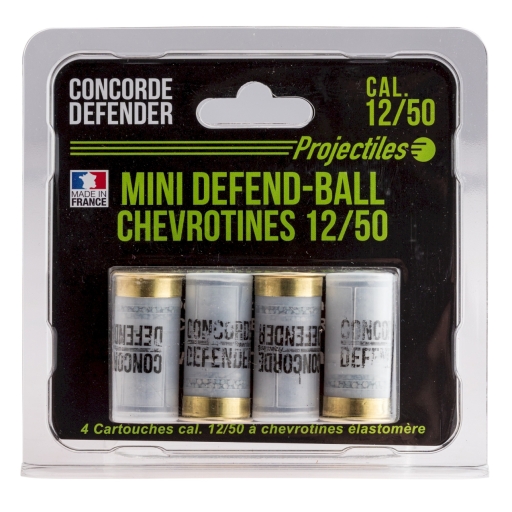 CONCORDE
DEFENDER
CAL.
12/50
Projectiles
MADE IN
FRANCE
MINI DEFEND-BALL
CHEVROTINES 12/50
CONCORDE
DEFENDER
CONCORDE
DEFENDER
CONCORDE
DEFENDER
CONCORDE
DEFENDER
4 Cartouches cal. 12/50 à chevrotines élastomère